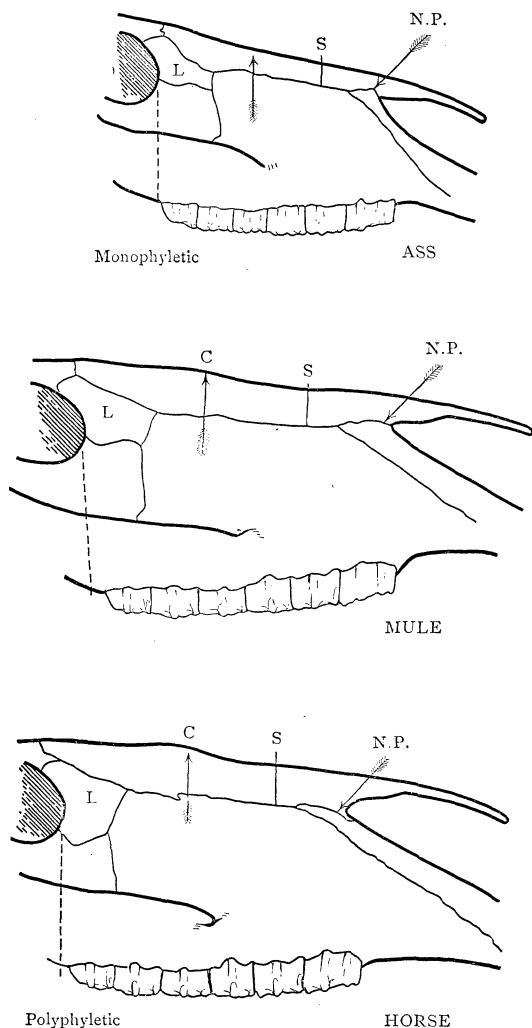 N.P.
S
L
Monophyletic
ASS
C
N.P.
S
L
MULE
C
S
N.P.
L
Polyphyletic
HORSE